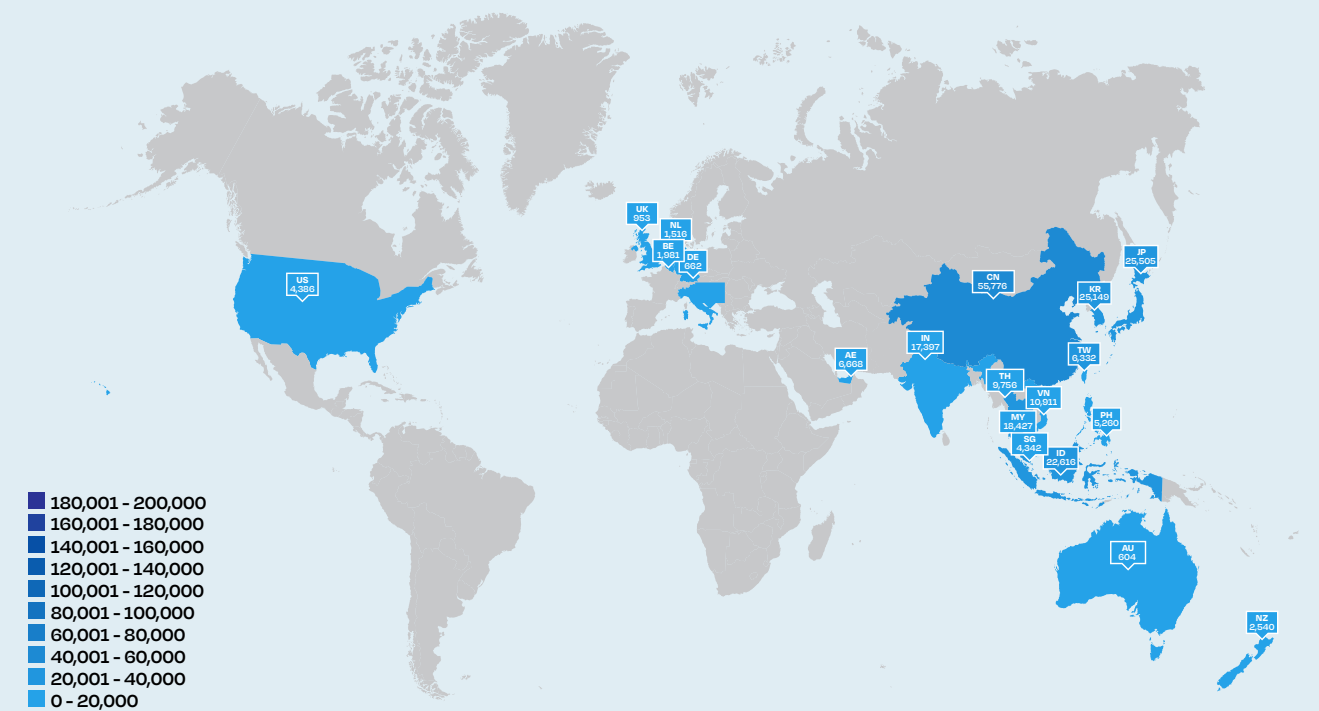 UK
953
NL
1,516
BE
1,981
DE
662
US
4,386
JP
25,505
CN
55,776
KR
25,149
IN
17,397
AE
6,668
TW
6,332
TH
9,756
VN
10,911
MY
18,427
PH
5,260
SG
4,342
ID
22,616
AU
604
NZ
2,540
180,001 - 200,000
160,001 - 180,000
140,001 - 160,000
120,001 - 140,000
100,001 - 120,000
80,001 - 100,000
60,001 - 80,000
40,001 - 60,000
20,001 - 40,000
0 - 20,000